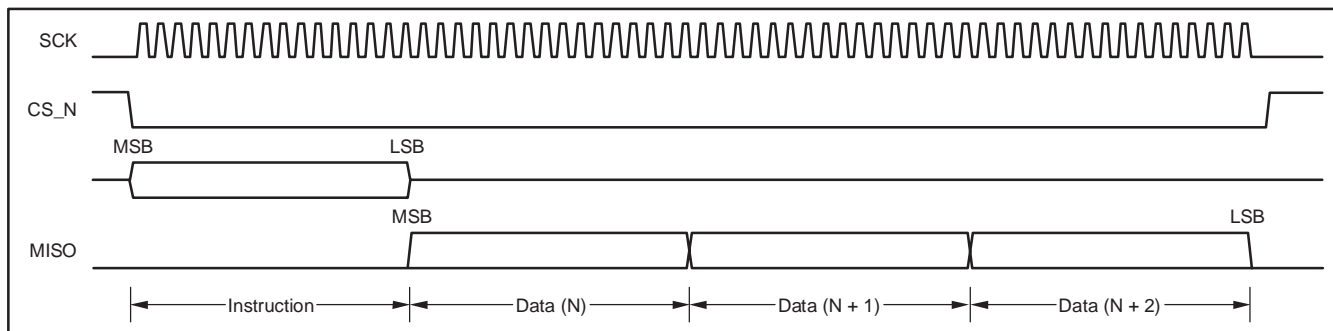 SCK
CS_N
MSB LSB
MSB LSB
MISO
Instruction Data (N) Data (N + 1) Data (N + 2)